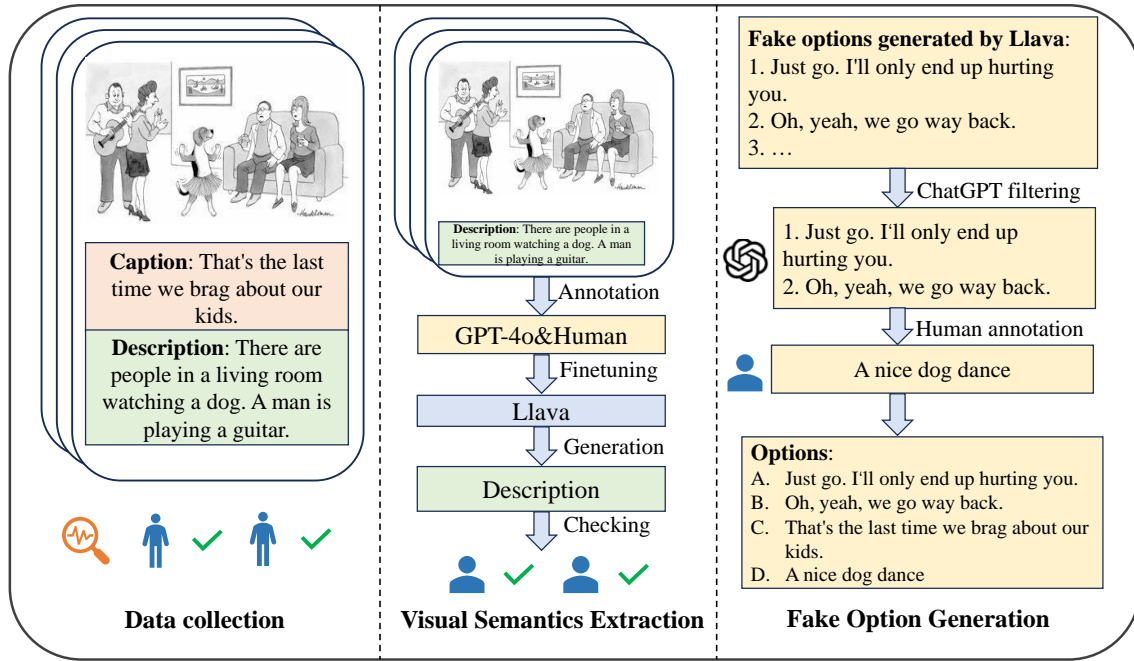 Caption: That's the last
time we brag about our
kids.
Description: There are
people in a living room
watching a dog. A man is
playing a guitar.
Data collection
Description: There are people in a
living room watching a dog. A man
is playing a guitar.
Annotation
GPT-4o&Human
Finetuning
Llava
Generation
Description
Checking
Visual Semantics Extraction
Fake options generated by Llava:
1. Just go. I'll only end up hurting
you.
2. Oh, yeah, we go way back.
3. …
ChatGPT filtering
1. Just go. I'll only end up
hurting you.
2. Oh, yeah, we go way back.
Human annotation
A nice dog dance
Options:
A. Just go. I'll only end up hurting you.
B. Oh, yeah, we go way back.
C. That's the last time we brag about our
kids.
D. A nice dog dance
Fake Option Generation